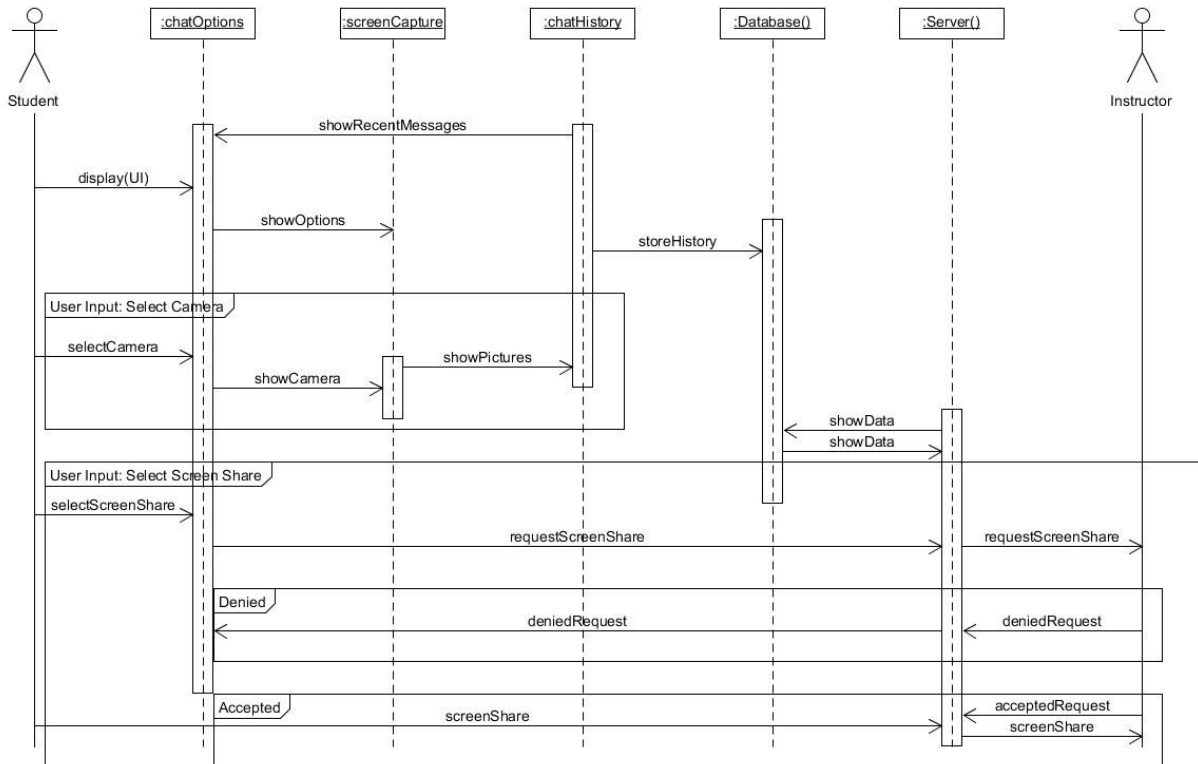 :chatOptions
:screenCapture
:chatHistory
:Database()
:Server()
Student
Instructor
showRecentMessages
display(UI)
showOptions
storeHistory
User Input: Select Camera
selectCamera
showPictures
showCamera
showData
showData
User Input: Select Screen Share
selectScreenShare
requestScreenShare
requestScreenShare
Denied
deniedRequest
deniedRequest
Accepted
acceptedRequest
screenShare
screenShare